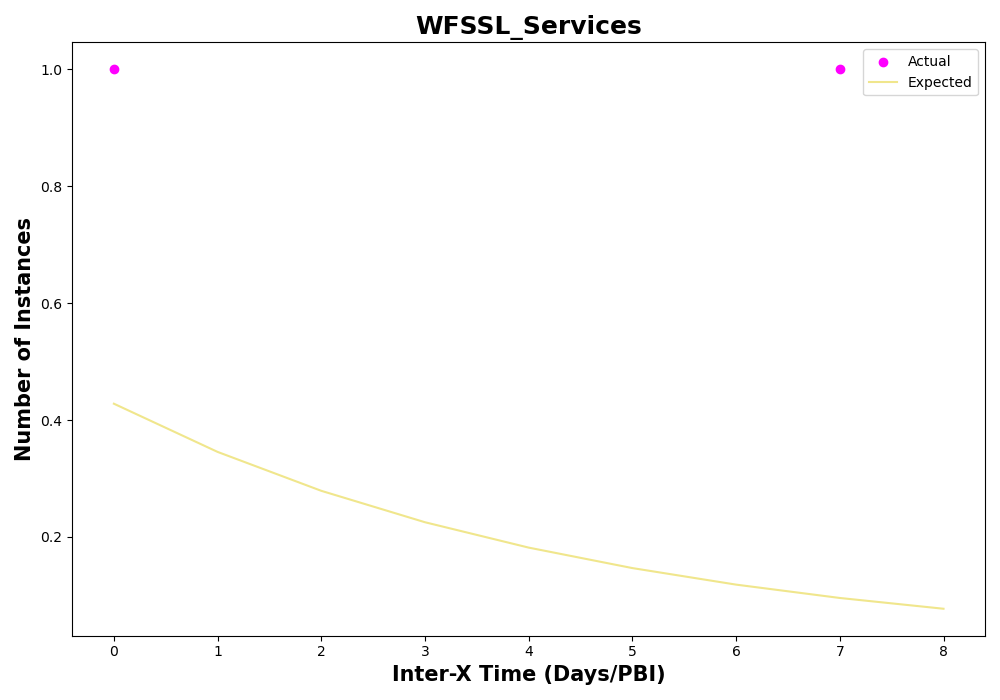 WFSSL_Services
Actual
Expected
Number of Instances
1.0
0.8
0.6
0.4
0.2
0 1 2 3 4 5 6 7 8
Inter-X Time (Days/PBI)